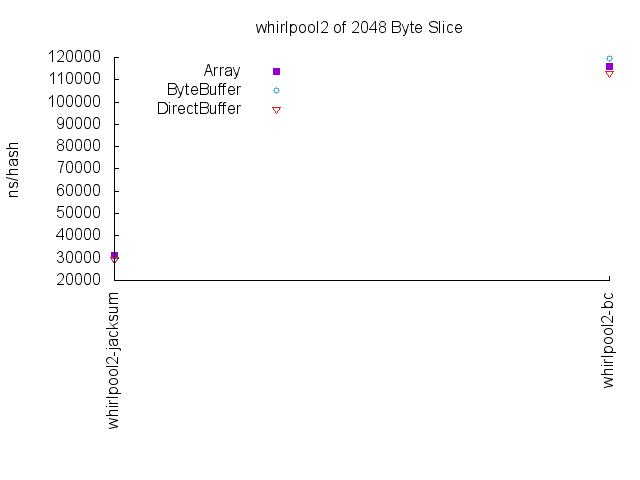 whirlpool2 of 2048 Byte Slice
120000
110000
100000
90000
80000
70000
60000
50000
40000
30000
20000
ns/hash
Array
ByteBuffer
DirectBuffer
whirlpool2-jacksum
whirlpool2-bc